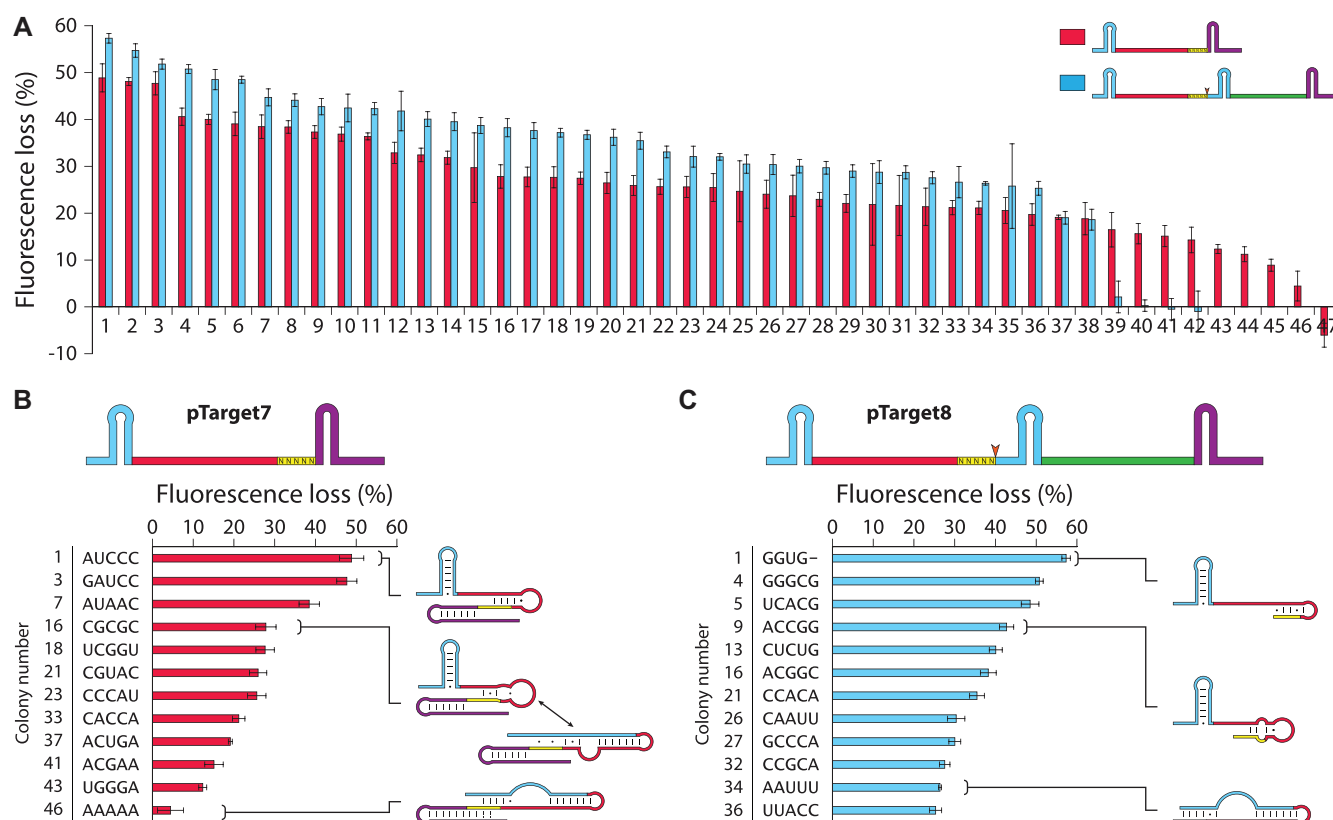 A
Fluorescence loss (%)
60
50
40
30
20
10
0
-10
NNNN
NNNN
1 2 3 4 5 6 7 8 9 10 11 12 13 14 15 16 17 18 19 20 21 22 23 24 25 26 27 28 29 30 31 32 33 34 35 36 37 38 39 40 41 42 43 44 45 46 47
B
pTarget7
NNNNN
Fluorescence loss (%)
0 10 20 30 40 50 60
Colony number
1 AUCCC
3 GAUCC
7 AUAAC
16 CGCGC
18 UCGGU
21 CGUAC
23 CCCAU
33 CACCA
37 ACUGA
41 ACGAA
43 UGGGA
46 AAAAA
C
pTarget8
NNNNN
Fluorescence loss (%)
0 10 20 30 40 50 60
Colony number
1 GGUG–
4 GGGCG
5 UCACG
9 ACCGG
13 CUCUG
16 ACGGC
21 CCACA
26 CAAUU
27 GCCCA
32 CCGCA
34 AAUUU
36 UUACC